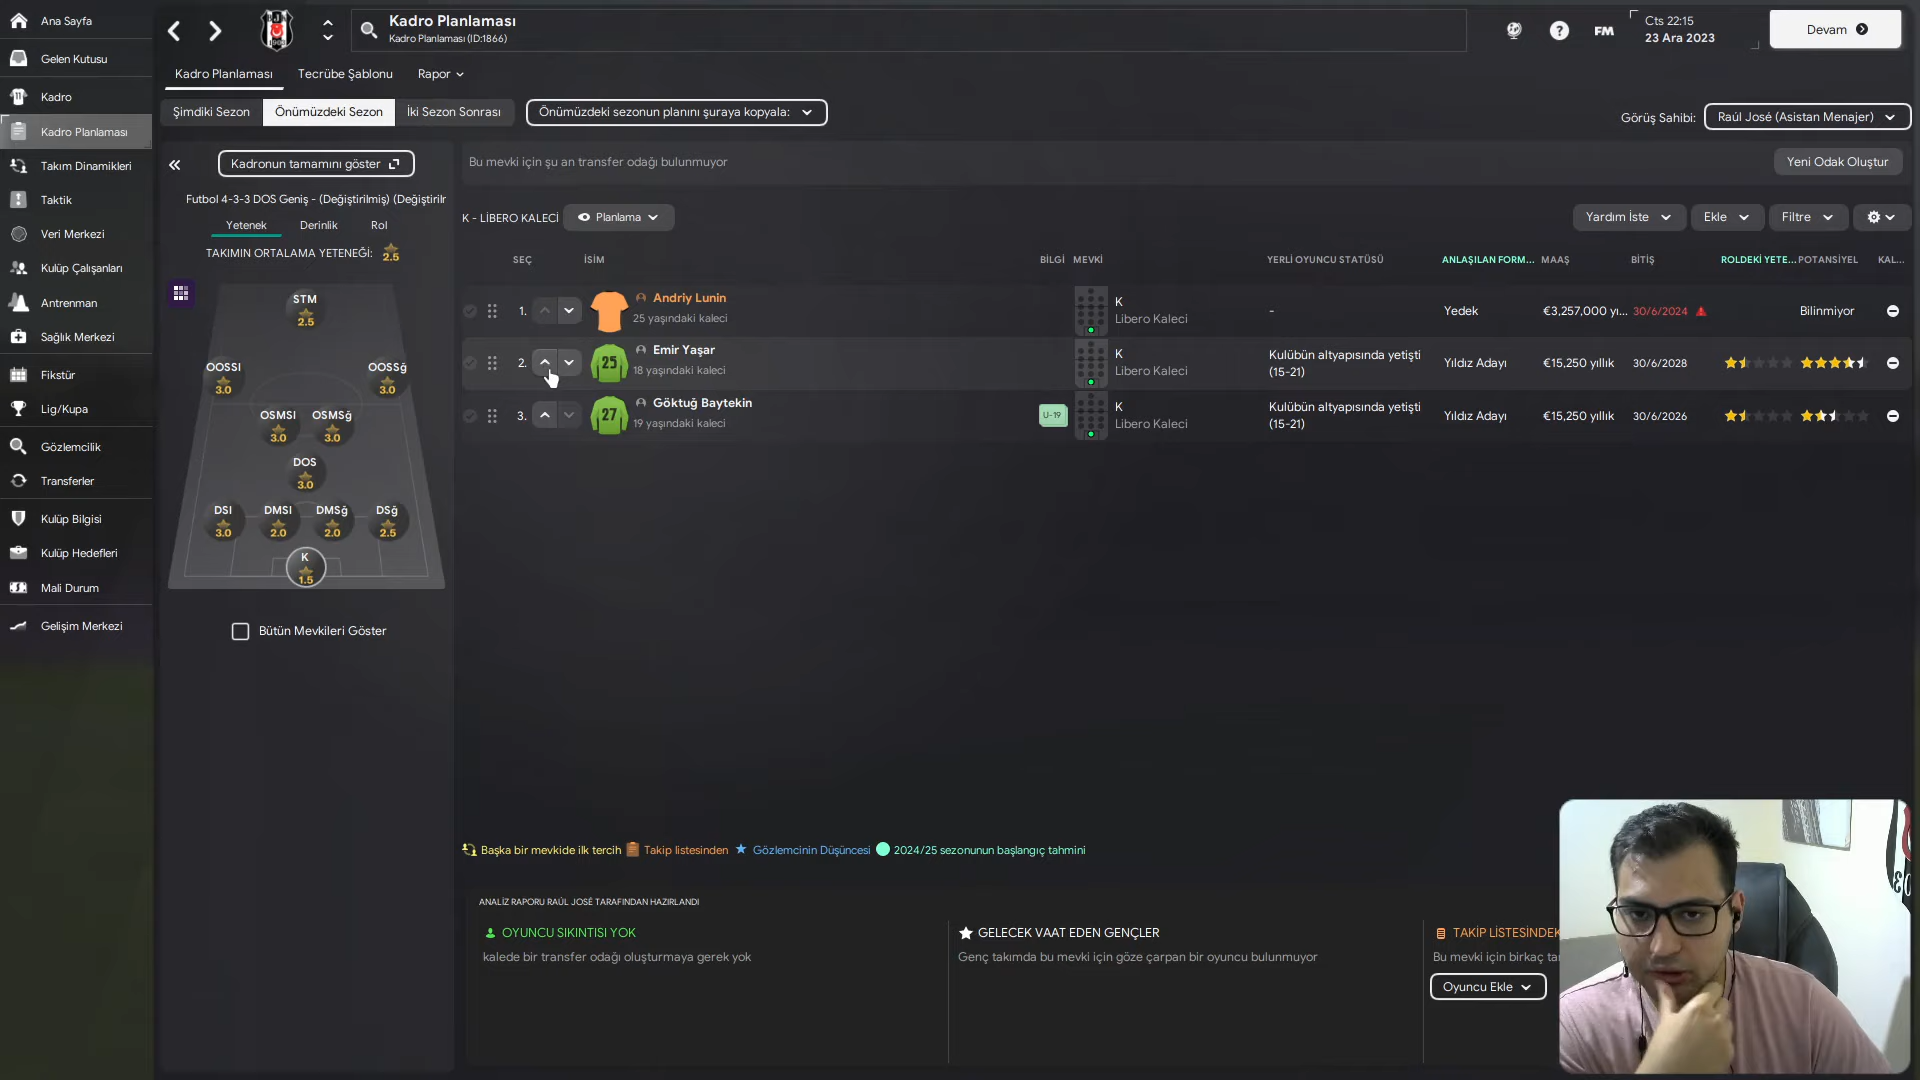 Ana Sayfa
Gelen Kutusu
Kadro
Kadro Planlaması
Takım Dinamikleri
Taktik
Veri Merkezi
Kulüp Çalışanları
Antrenman
Sağlık Merkezi
Fikstür
Lig/Kupa
Gözlemcilik
Transferler
Kulüp Bilgisi
Kulüp Hedefleri
Mali Durum
Gelişim Merkezi
Kadro Planlaması
Kadro Planlaması (ID:1866)
FM
Cts 22:15
23 Ara 2023
Devam
Kadro Planlaması
Tecrübe Şablonu
Rapor
Şimdiki Sezon
Önümüzdeki Sezon
İki Sezon Sonrası
Önümüzdeki sezonun planını şuraya kopyala:
Görüş Sahibi:
Raúl José (Asistan Menajer)
Kadronun tamamını göster
Futbol 4-3-3 DOS Geniş - (Değiştirilmiş) (Değiştirilr
Yetenek
Derinlik
Rol
TAKIMIN ORTALAMA YETENEĞİ:
2.5
STM
2.5
OOSSl
3.0
OOSSğ
3.0
OSMSl
3.0
OSMSğ
3.0
DOS
3.0
DSl
3.0
DMSl
2.0
DMSğ
2.0
DSğ
2.5
K
1.5
Bütün Mevkileri Göster
Bu mevki için şu an transfer odağı bulunmuyor
Yeni Odak Oluştur
K - LİBERO KALECİ
Planlama
Yardım İste
Ekle
Filtre
SEÇ
İSİM
BİLGİ
MEVKİ
YERLİ OYUNCU STATÜSÜ
ANLAŞILAN FORM...
MAAŞ
BİTİŞ
ROLDEKİ YETE...
POTANSİYEL
KAL...
1.
Andriy Lunin
25 yaşındaki kaleci
K
Libero Kaleci
-
Yedek
€3,257,000 yı...
30/6/2024
Bilinmiyor
2.
25
Emir Yaşar
18 yaşındaki kaleci
K
Libero Kaleci
Kulübün altyapısında yetişti
(15-21)
Yıldız Adayı
€15,250 yıllık
30/6/2028
3.
27
Göktuğ Baytekin
19 yaşındaki kaleci
U-19
K
Libero Kaleci
Kulübün altyapısında yetişti
(15-21)
Yıldız Adayı
€15,250 yıllık
30/6/2026
Başka bir mevkide ilk tercih
Takip listesinden
Gözlemcinin Düşüncesi
2024/25 sezonunun başlangıç tahmini
ANALİZ RAPORU RAÚL JOSÉ TARAFINDAN HAZIRLANDI
OYUNCU SIKINTISI YOK
kalede bir transfer odağı oluşturmaya gerek yok
GELECEK VAAT EDEN GENÇLER
Genç takımda bu mevki için göze çarpan bir oyuncu bulunmuyor
TAKİP LİSTESİNDEK
Bu mevki için birkaç ta
Oyuncu Ekle